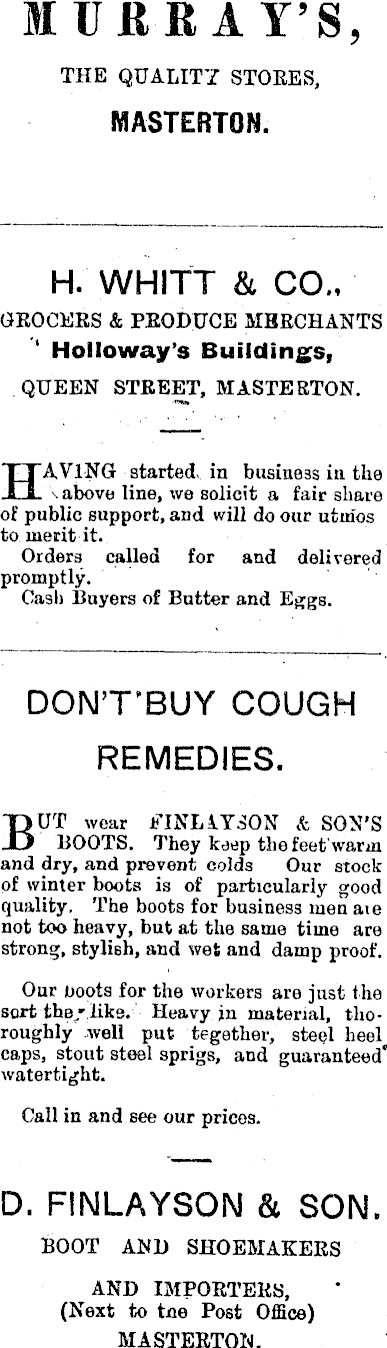 MURRAY'S,
THE QUALITY STORES,
MASTERTON.
H. WHITT & CO.,
GROCERS & PRODUCE MERCHANTS
Holloway's Buildings,
QUEEN STREET, MASTERTON.
HAVING started in business in the
above line, we solicit a fair share
of public support, and will do our utmos
to merit it.
Orders called for and delivered
promptly.
Cash Buyers of Butter and Eggs.
DON'T BUY COUGH
REMEDIES.
BUT wear FINLAYSON & SON'S
BOOTS. They keep the feet warm
and dry, and prevent colds Our stock
of winter boots is of particularly good
quality. The boots for business men are
not too heavy, but at the same time are
strong, stylish, and wet and damp proof.
Our boots for the workers are just the
sort they like. Heavy in material, tho-
roughly well put together, steel heel
caps, stout steel sprigs, and guaranteed
watertight.
Call in and see our prices.
D. FINLAYSON & SON.
BOOT AND SHOEMAKERS
AND IMPORTERS,
(Next to the Post Office)
MASTERTON.